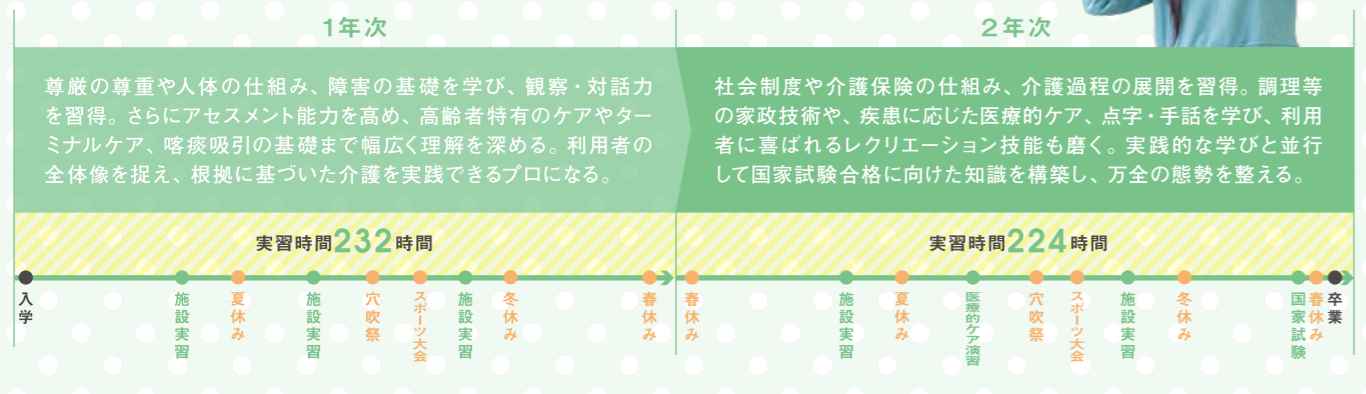 1年次
尊厳の尊重や人体の仕組み、障害の基礎を学び、観察・対話力
を習得。さらにアセスメント能力を高め、高齢者特有のケアやター
ミナルケア、喀痰吸引の基礎まで幅広く理解を深める。利用者の
全体像を捉え、根拠に基づいた介護を実践できるプロになる。
実習時間232時間
入学
施設実習
夏休み
施設実習
穴吹祭
スポーツ大会
施設実習
冬休み
春休み
2年次
社会制度や介護保険の仕組み、介護過程の展開を習得。調理等
の家政技術や、疾患に応じた医療的ケア、点字・手話を学び、利用
者に喜ばれるレクリエーション技能も磨く。実践的な学びと並行
して国家試験合格に向けた知識を構築し、万全の態勢を整える。
実習時間224時間
春休み
施設実習
夏休み
医療的ケア演習
穴吹祭
スポーツ大会
施設実習
冬休み
国家試験
春休み
卒業